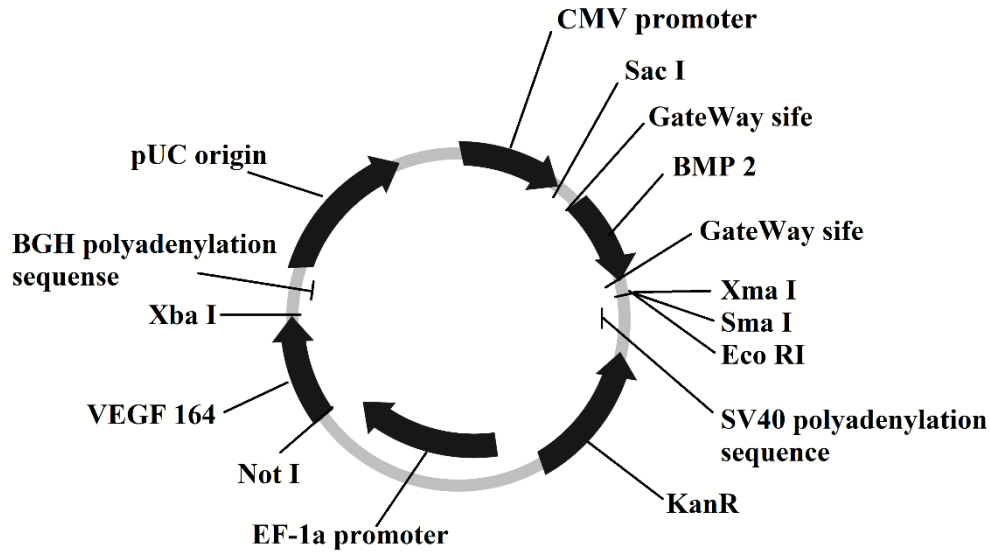 CMV promoter
Sac I
GateWay sife
pUC origin
BMP 2
GateWay sife
BGH polyadenylation
sequense
Xma I
Xba I
Sma I
Eco RI
VEGF 164
SV40 polyadenylation
sequence
Not I
KanR
EF-1a promoter